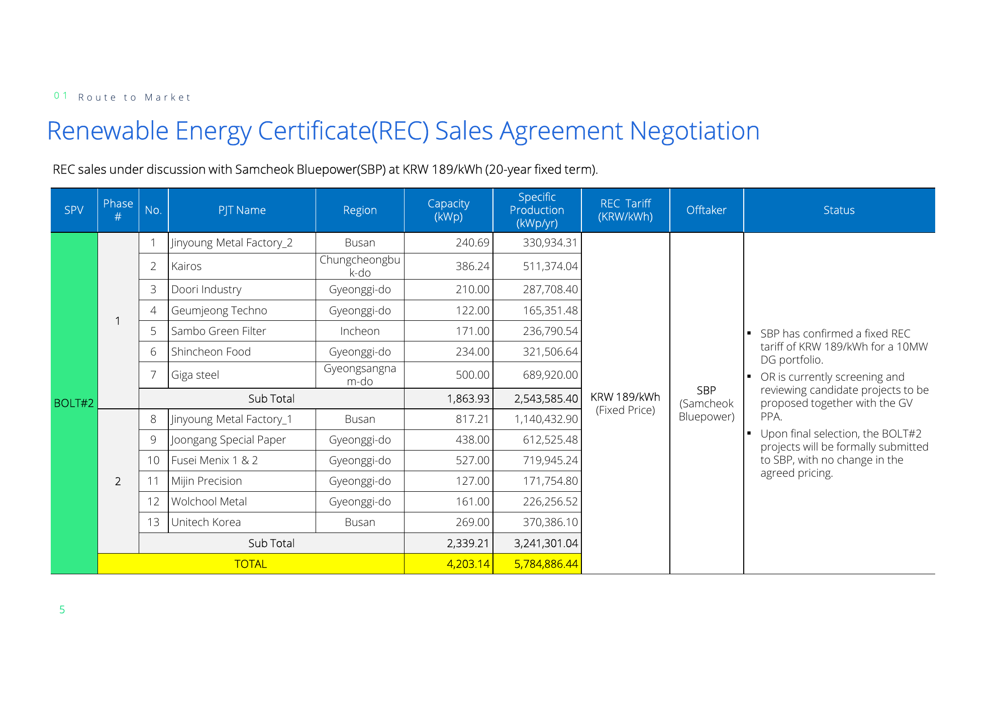 01 Route to Market
Renewable Energy Certificate(REC) Sales Agreement Negotiation
REC sales under discussion with Samcheok Bluepower(SBP) at KRW 189/kWh (20-year fixed term).
SPV Phase # No. PJT Name Region Capacity (kWp) Specific Production (kWp/yr) REC Tariff (KRW/kWh) Offtaker Status
BOLT#2
1
1 Jinyoung Metal Factory_2 Busan 240.69 330,934.31
2 Kairos Chungcheongbuk-do 386.24 511,374.04
3 Doori Industry Gyeonggi-do 210.00 287,708.40
4 Geumjeong Techno Gyeonggi-do 122.00 165,351.48
5 Sambo Green Filter Incheon 171.00 236,790.54
6 Shincheon Food Gyeonggi-do 234.00 321,506.64
7 Giga steel Gyeongsangnam-do 500.00 689,920.00
Sub Total 1,863.93 2,543,585.40
2
8 Jinyoung Metal Factory_1 Busan 817.21 1,140,432.90
9 Joongang Special Paper Gyeonggi-do 438.00 612,525.48
10 Fusei Menix 1 & 2 Gyeonggi-do 527.00 719,945.24
11 Mijin Precision Gyeonggi-do 127.00 171,754.80
12 Wolchool Metal Gyeonggi-do 161.00 226,256.52
13 Unitech Korea Busan 269.00 370,386.10
Sub Total 2,339.21 3,241,301.04
TOTAL 4,203.14 5,784,886.44
KRW 189/kWh
(Fixed Price)
SBP
(Samcheok
Bluepower)
▪ SBP has confirmed a fixed REC
tariff of KRW 189/kWh for a 10MW
DG portfolio.
▪ OR is currently screening and
reviewing candidate projects to be
proposed together with the GV
PPA.
▪ Upon final selection, the BOLT#2
projects will be formally submitted
to SBP, with no change in the
agreed pricing.
5